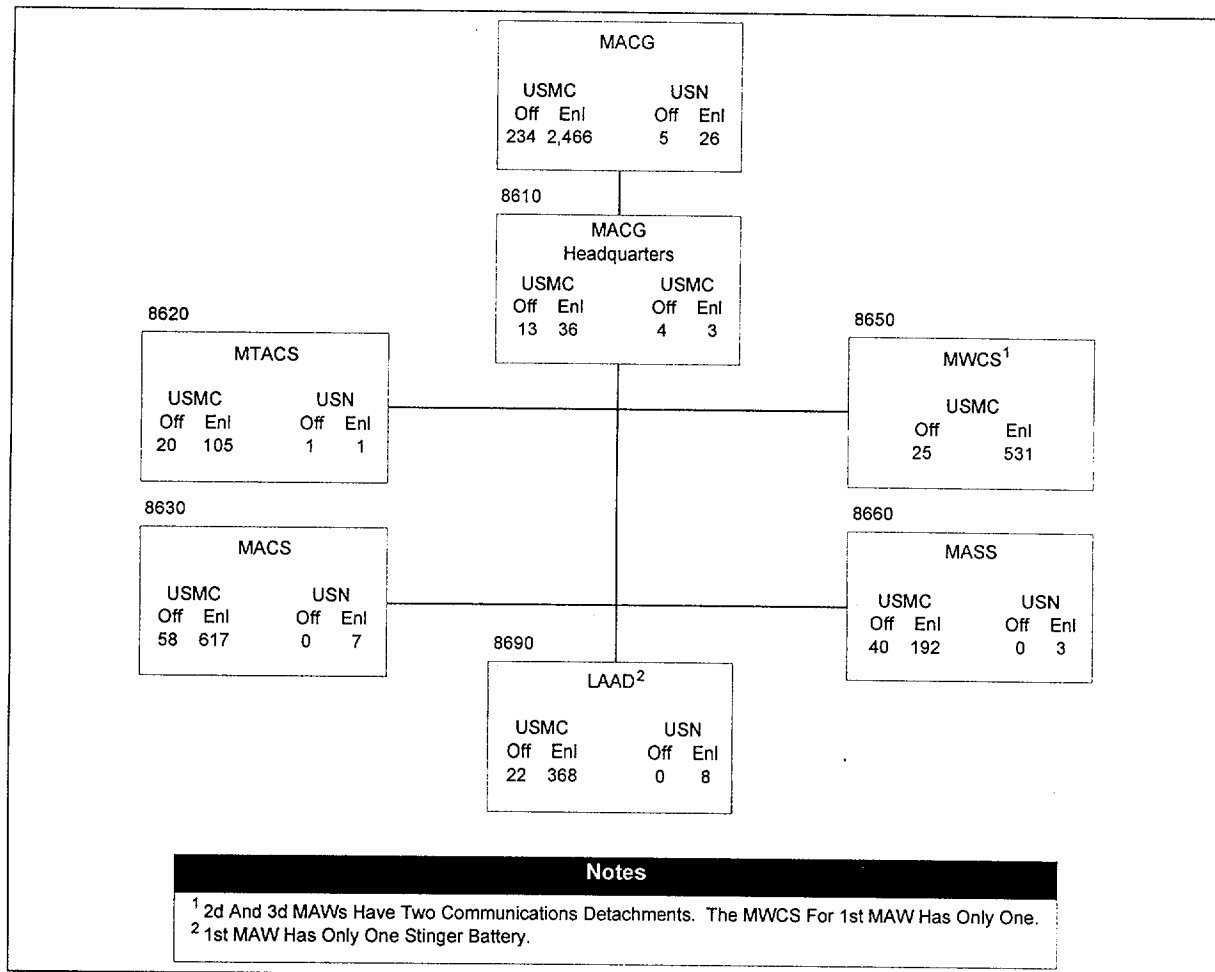 MACG
USMC USN
Off Enl Off Enl
234 2,466 5 26
8610
MACG
Headquarters
USMC USMC
Off Enl Off Enl
13 36 4 3
8620
MTACS
USMC USN
Off Enl Off Enl
20 105 1 1
8650
MWCS¹
USMC
Off Enl
25 531
8630
MACS
USMC USN
Off Enl Off Enl
58 617 0 7
8660
MASS
USMC USN
Off Enl Off Enl
40 192 0 3
8690
LAAD²
USMC USN
Off Enl Off Enl
22 368 0 8
Notes
¹ 2d And 3d MAWs Have Two Communications Detachments. The MWCS For 1st MAW Has Only One.
² 1st MAW Has Only One Stinger Battery.